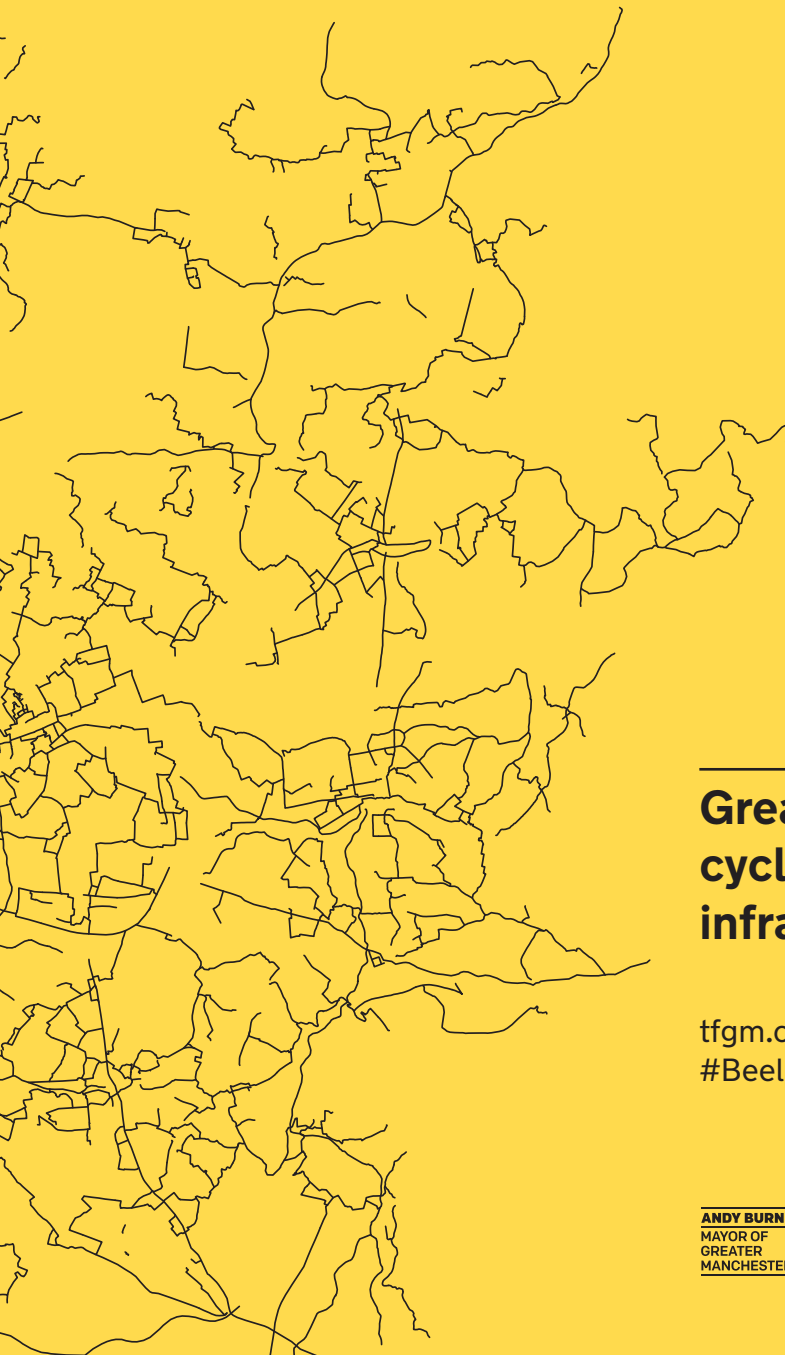 Grea
cycl
infra
tfgm.c
#Beel
ANDY BURN
MAYOR OF
GREATER
MANCHESTE